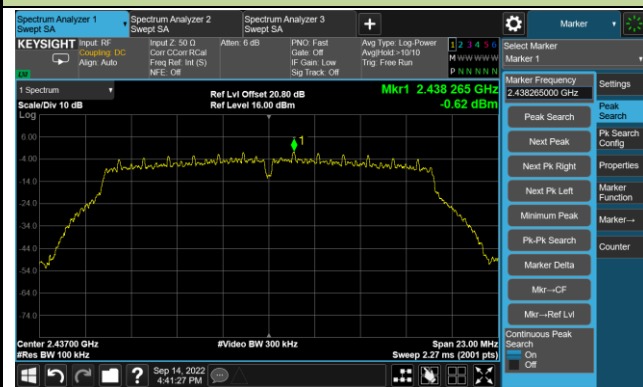 Spectrum Analyzer 1
Swept SA
Spectrum Analyzer 2
Swept SA
Spectrum Analyzer 3
Swept SA
+
Marker
KEYSIGHT
Input: RF
Coupling: DC
Align: Auto
Input Z: 50 Ω
Corr CCorr RCal
Freq Ref: Int (S)
NFE: Off
Atten: 6 dB
PNO: Fast
Gate: Off
IF Gain: Low
Sig Track: Off
Avg Type: Log-Power
Avg|Hold:>10/10
Trig: Free Run
1 2 3 4 5 6
M W W W W W
P N N N N N
Select Marker
Marker 1
1 Spectrum
Scale/Div 10 dB
Log
Ref Lvl Offset 20.80 dB
Ref Level 16.00 dBm
Mkr1 2.438 265 GHz
-0.62 dBm
1
6.00
-4.00
-14.0
-24.0
-34.0
-44.0
-54.0
-64.0
-74.0
Center 2.43700 GHz
#Res BW 100 kHz
#Video BW 300 kHz
Span 23.00 MHz
Sweep 2.27 ms (2001 pts)
Marker Frequency
2.438265000 GHz
Peak Search
Next Peak
Next Pk Right
Next Pk Left
Minimum Peak
Pk-Pk Search
Marker Delta
Mkr→CF
Mkr→Ref Lvl
Continuous Peak
Search
On
Off
Settings
Peak
Search
Pk Search
Config
Properties
Marker
Function
Marker→
Counter
?
Sep 14, 2022
4:41:27 PM